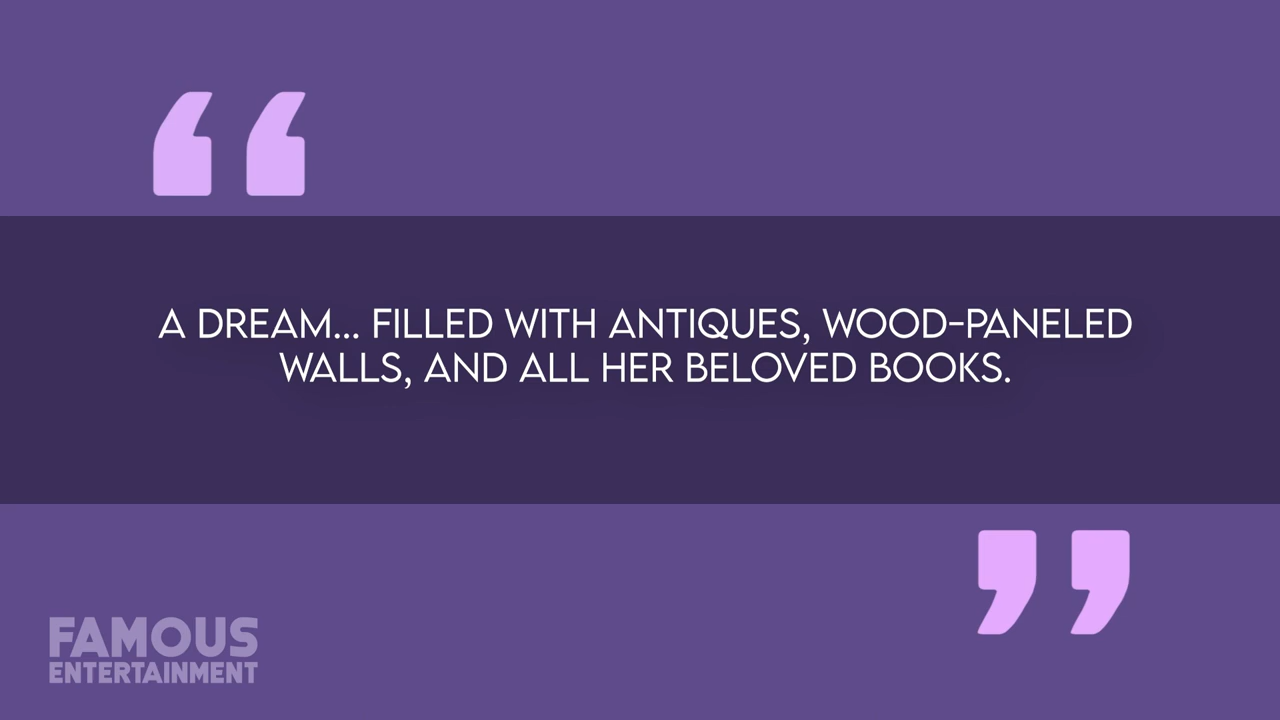 “
A DREAM... FILLED WITH ANTIQUES, WOOD-PANELED
WALLS, AND ALL HER BELOVED BOOKS.
”
FAMOUS
ENTERTAINMENT